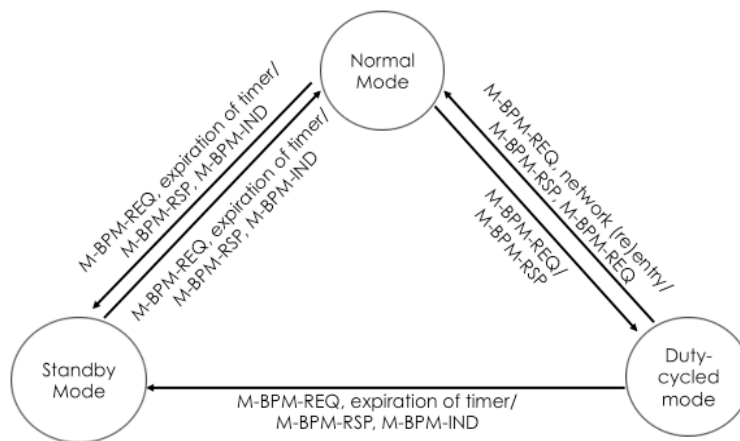 Normal
Mode
M-BPM-REQ, expiration of timer/
M-BPM-RSP, M-BPM-IND
M-BPM-REQ, expiration of timer/
M-BPM-RSP, M-BPM-IND
M-BPM-REQ, network (re)entry/
M-BPM-RSP, M-BPM-REQ
M-BPM-REQ/
M-BPM-RSP
Standby
Mode
Duty-
cycled
mode
M-BPM-REQ, expiration of timer/
M-BPM-RSP, M-BPM-IND